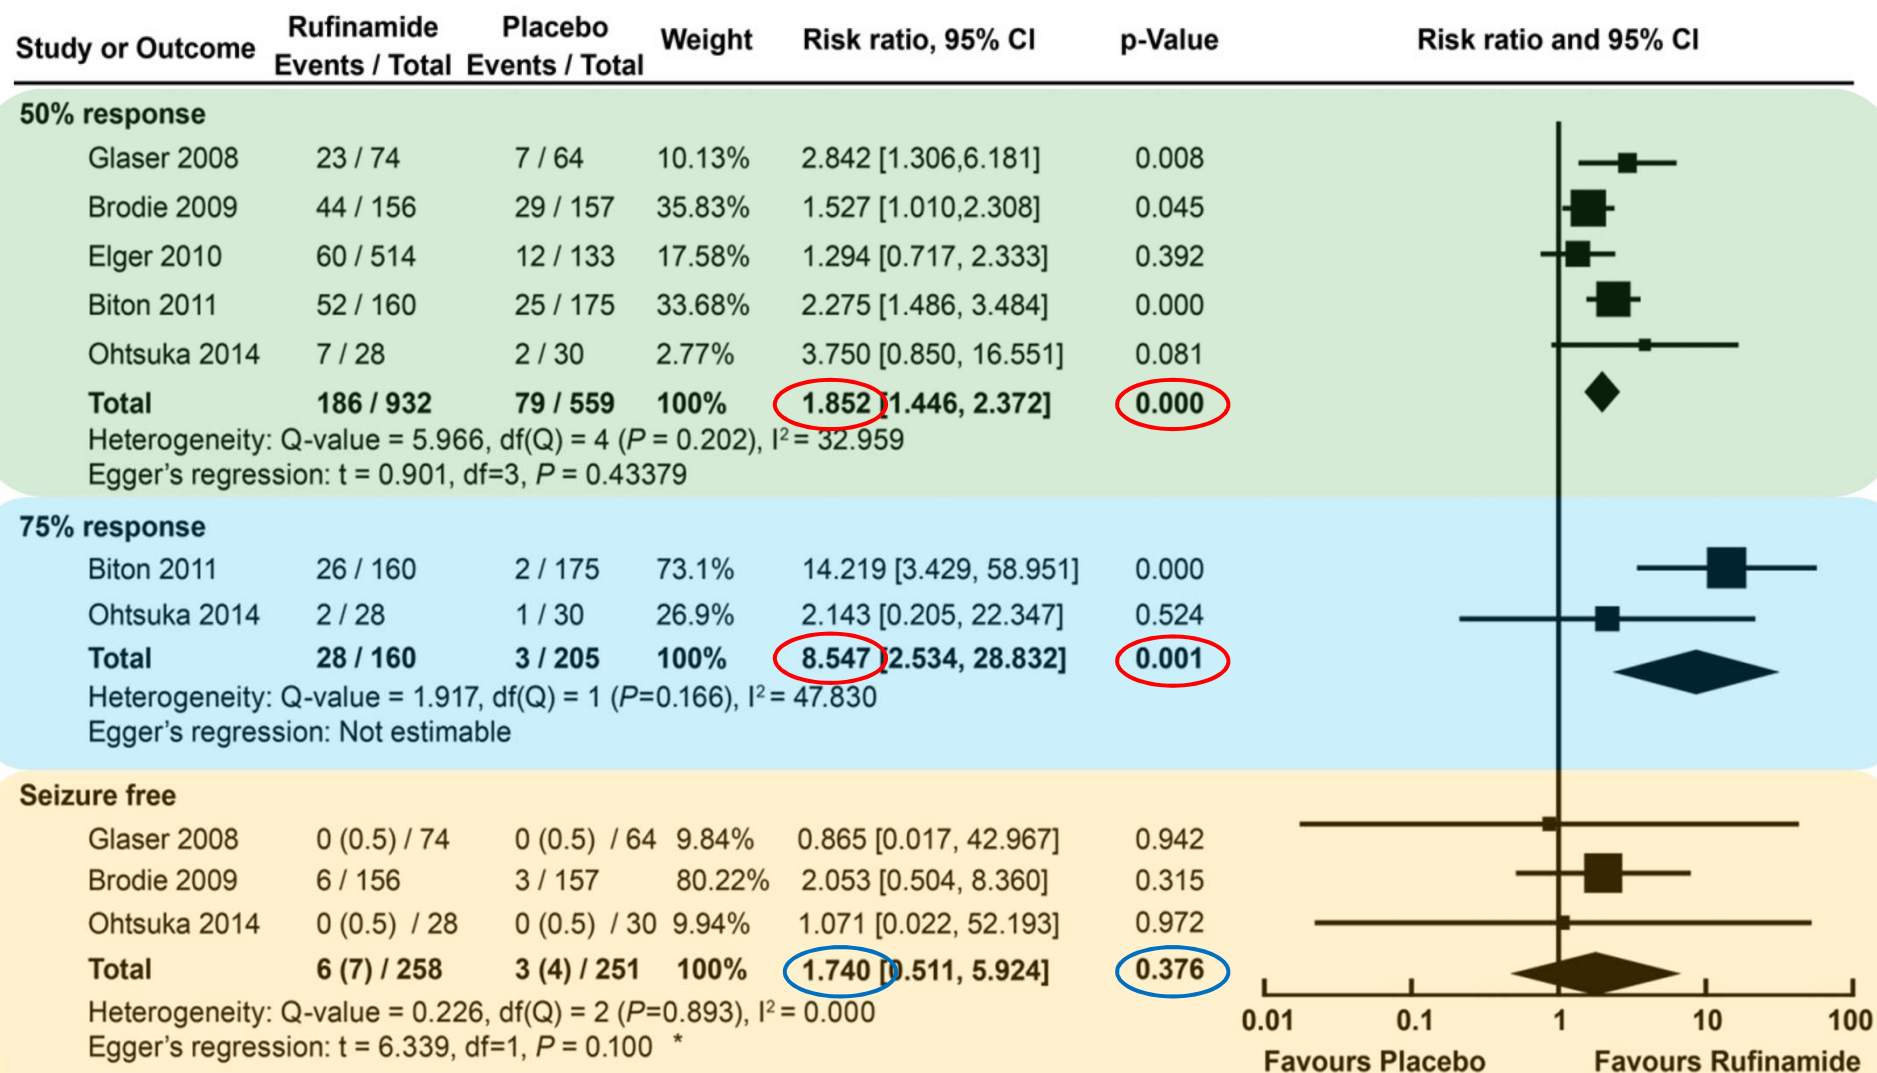 Study or Outcome Rufinamide Events / Total Placebo Events / Total Weight Risk ratio, 95% CI p-Value Risk ratio and 95% CI
50% response
Glaser 2008 23 / 74 7 / 64 10.13% 2.842 [1.306,6.181] 0.008
Brodie 2009 44 / 156 29 / 157 35.83% 1.527 [1.010,2.308] 0.045
Elger 2010 60 / 514 12 / 133 17.58% 1.294 [0.717, 2.333] 0.392
Biton 2011 52 / 160 25 / 175 33.68% 2.275 [1.486, 3.484] 0.000
Ohtsuka 2014 7 / 28 2 / 30 2.77% 3.750 [0.850, 16.551] 0.081
Total 186 / 932 79 / 559 100% 1.852 [1.446, 2.372] 0.000
Heterogeneity: Q-value = 5.966, df(Q) = 4 (P = 0.202), I² = 32.959
Egger’s regression: t = 0.901, df=3, P = 0.43379
75% response
Biton 2011 26 / 160 2 / 175 73.1% 14.219 [3.429, 58.951] 0.000
Ohtsuka 2014 2 / 28 1 / 30 26.9% 2.143 [0.205, 22.347] 0.524
Total 28 / 160 3 / 205 100% 8.547 [2.534, 28.832] 0.001
Heterogeneity: Q-value = 1.917, df(Q) = 1 (P=0.166), I² = 47.830
Egger’s regression: Not estimable
Seizure free
Glaser 2008 0 (0.5) / 74 0 (0.5) / 64 9.84% 0.865 [0.017, 42.967] 0.942
Brodie 2009 6 / 156 3 / 157 80.22% 2.053 [0.504, 8.360] 0.315
Ohtsuka 2014 0 (0.5) / 28 0 (0.5) / 30 9.94% 1.071 [0.022, 52.193] 0.972
Total 6 (7) / 258 3 (4) / 251 100% 1.740 [0.511, 5.924] 0.376
Heterogeneity: Q-value = 0.226, df(Q) = 2 (P=0.893), I² = 0.000
Egger’s regression: t = 6.339, df=1, P = 0.100 *
0.01 0.1 1 10 100
Favours Placebo Favours Rufinamide